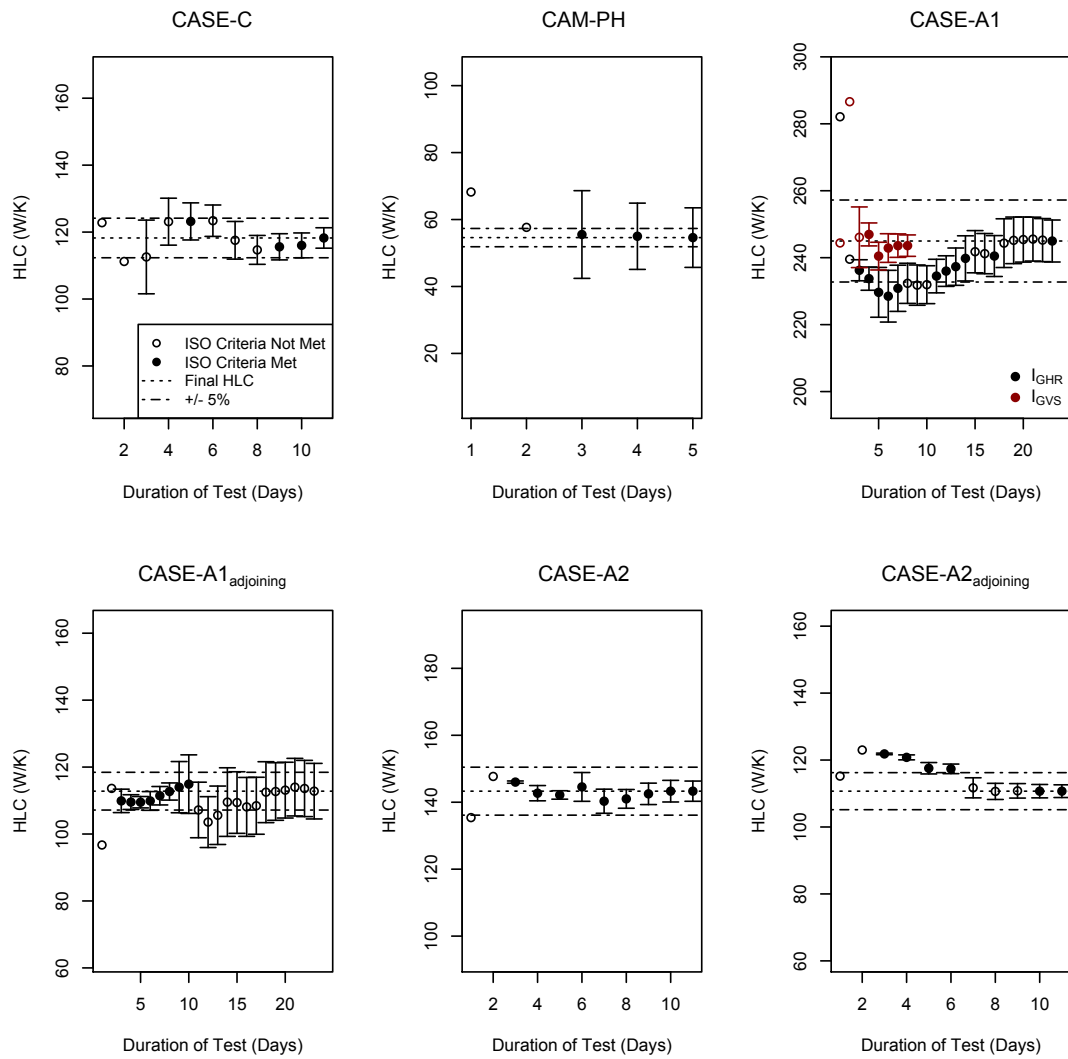 CASE-C
HLC (W/K)
80 100 120 140 160
2 4 6 8 10
Duration of Test (Days)
ISO Criteria Not Met
ISO Criteria Met
Final HLC
+/- 5%
CAM-PH
HLC (W/K)
20 40 60 80 100
1 2 3 4 5
Duration of Test (Days)
CASE-A1
HLC (W/K)
200 220 240 260 280 300
5 10 15 20
Duration of Test (Days)
IGHR
IGVS
CASE-A1adjoining
HLC (W/K)
60 80 100 120 140 160
5 10 15 20
Duration of Test (Days)
CASE-A2
HLC (W/K)
100 120 140 160 180
2 4 6 8 10
Duration of Test (Days)
CASE-A2adjoining
HLC (W/K)
60 80 100 120 140 160
2 4 6 8 10
Duration of Test (Days)